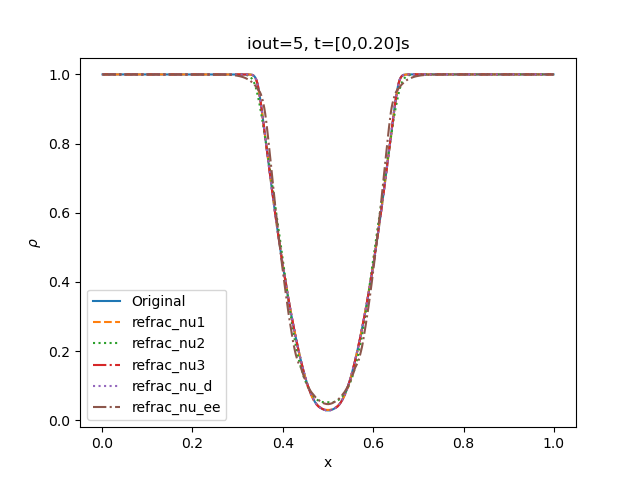 iout=5, t=[0,0.20]s
1.0
0.8
0.6
0.4
0.2
0.0
ρ
Original
refrac_nu1
refrac_nu2
refrac_nu3
refrac_nu_d
refrac_nu_ee
0.0 0.2 0.4 0.6 0.8 1.0
x